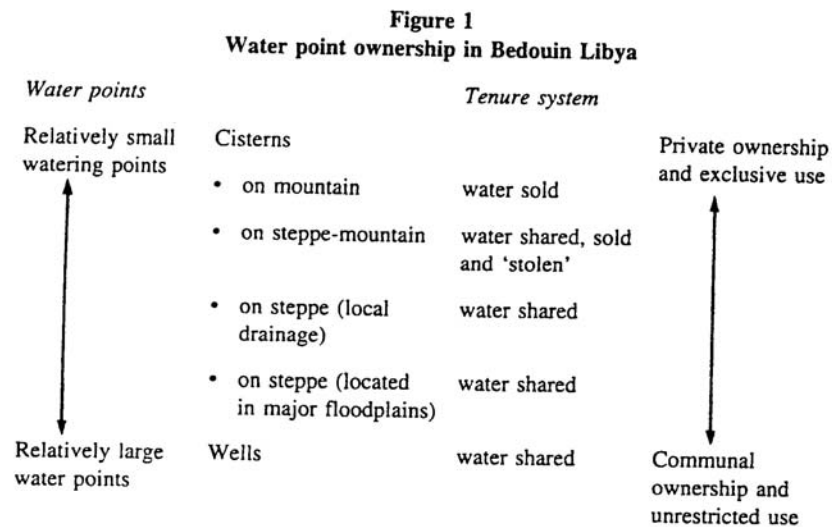 Figure 1
Water point ownership in Bedouin Libya
Water points
Tenure system
Relatively small
watering points
Cisterns
Private ownership
and exclusive use
• on mountain
water sold
• on steppe-mountain
water shared, sold
and 'stolen'
• on steppe (local
drainage)
water shared
• on steppe (located
in major floodplains)
water shared
Relatively large
water points
Wells
water shared
Communal
ownership and
unrestricted use